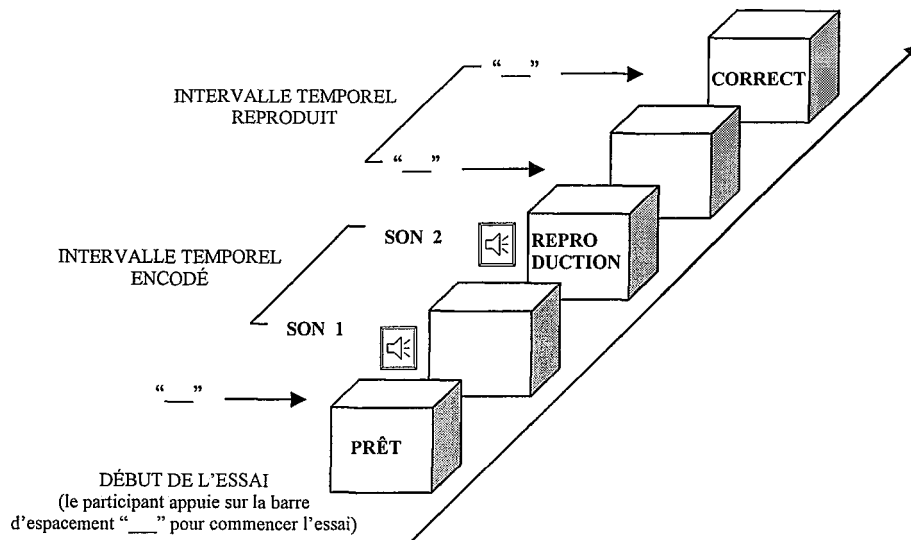 “__”
CORRECT
INTERVALLE TEMPOREL
REPRODUIT
“__”
SON 2
REPRO
DUCTION
INTERVALLE TEMPOREL
ENCODÉ
SON 1
“__”
PRÊT
DÉBUT DE L’ESSAI
(le participant appuie sur la barre
d’espacement “__” pour commencer l’essai)